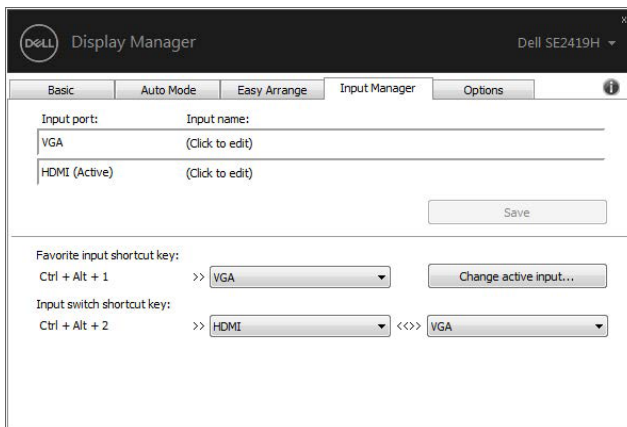 DELL Display Manager Dell SE2419H
x
Basic Auto Mode Easy Arrange Input Manager Options i
Input port: Input name:
VGA (Click to edit)
HDMI (Active) (Click to edit)
Save
Favorite input shortcut key:
Ctrl + Alt + 1 >> VGA Change active input...
Input switch shortcut key:
Ctrl + Alt + 2 >> HDMI <<>> VGA